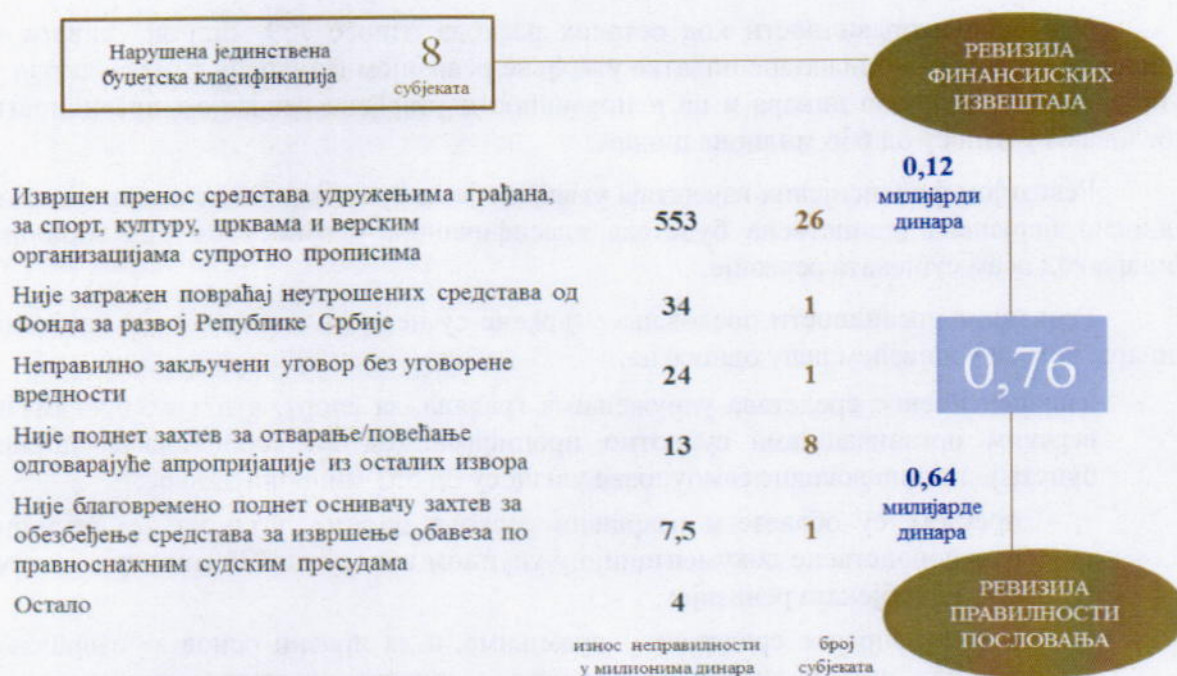 Нарушена јединствена
буџетска класификација
8
субјеката
РЕВИЗИЈА
ФИНАНСИЈСКИХ
ИЗВЕШТАЈА
0,12
милијарди
динара
Извршен пренос средстава удружењима грађана,
за спорт, културу, црквама и верским
организацијама супротно прописима
553
26
Није затражен повраћај неутрошених средстава од
Фонда за развој Републике Србије
34
1
Неправилно закључени уговор без уговорене
вредности
24
1
0,76
Није поднет захтев за отварање/повећање
одговарајуће апропријације из осталих извора
13
8
Није благовремено поднет оснивачу захтев за
обезбеђење средстава за извршење обавеза по
правноснажним судским пресудама
7,5
1
0,64
милијарде
динара
Остало
4
износ неправилности
у милионима динара
број
субјеката
РЕВИЗИЈА
ПРАВИЛНОСТИ
ПОСЛОВАЊА